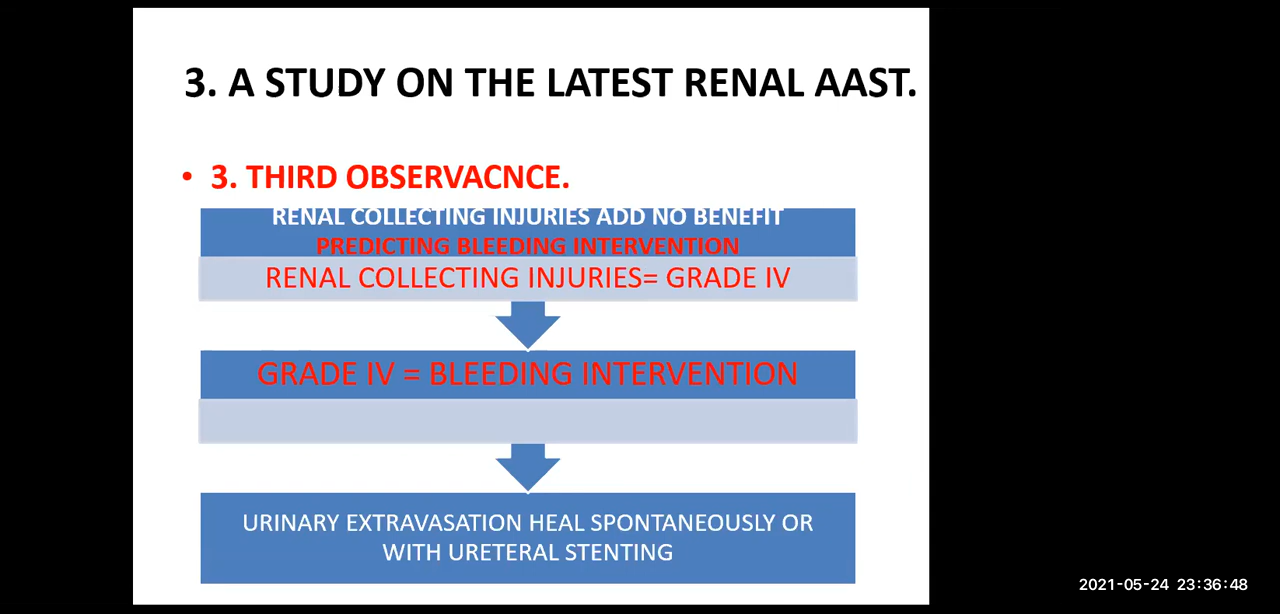 3. A STUDY ON THE LATEST RENAL AAST.
• 3. THIRD OBSERVACNCE.
RENAL COLLECTING INJURIES ADD NO BENEFIT
PREDICTING BLEEDING INTERVENTION
RENAL COLLECTING INJURIES= GRADE IV
GRADE IV = BLEEDING INTERVENTION
URINARY EXTRAVASATION HEAL SPONTANEOUSLY OR
WITH URETERAL STENTING
2021-05-24 23:36:48